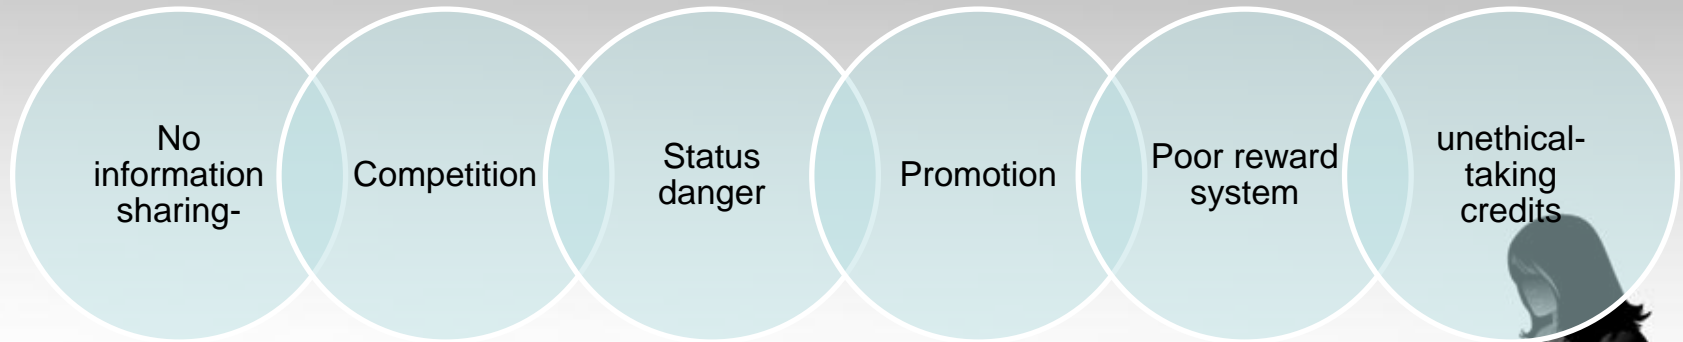 No
information
sharing-
Competition
Status
danger
Promotion
Poor reward
system
unethical-
taking
credits